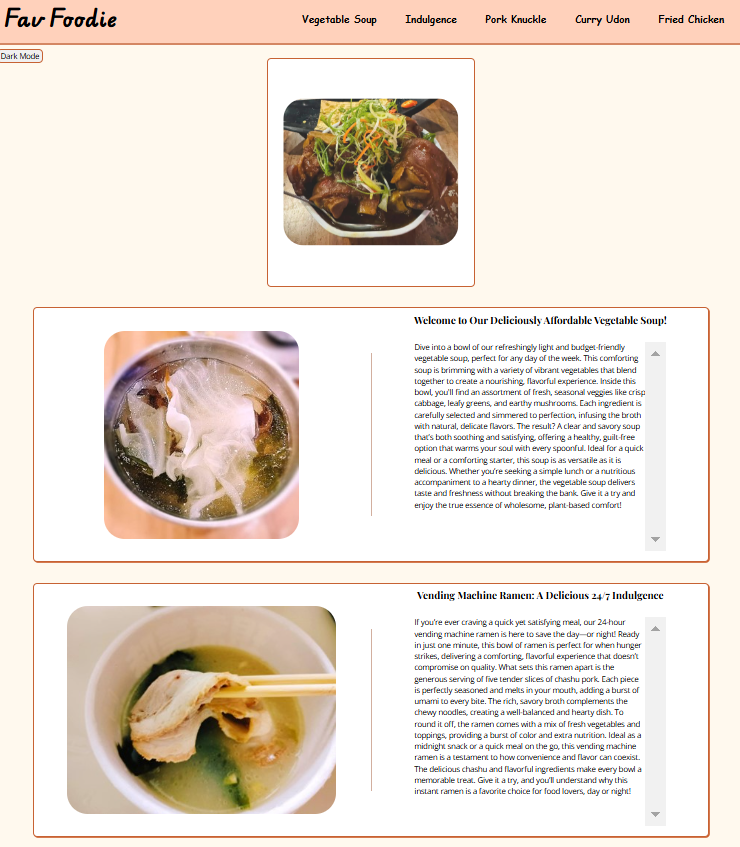 Fav Foodie
Vegetable Soup Indulgence Pork Knuckle Curry Udon Fried Chicken
Dark Mode
Welcome to Our Deliciously Affordable Vegetable Soup!
Dive into a bowl of our refreshingly light and budget-friendly
vegetable soup, perfect for any day of the week. This comforting
soup is brimming with a variety of vibrant vegetables that blend
together to create a nourishing, flavorful experience. Inside this
bowl, you'll find an assortment of fresh, seasonal veggies like crisp
cabbage, leafy greens, and earthy mushrooms. Each ingredient is
carefully selected and simmered to perfection, infusing the broth
with natural, delicate flavors. The result? A clear and savory soup
that's both soothing and satisfying, offering a healthy, guilt-free
option that warms your soul with every spoonful. Ideal for a quick
meal or a comforting starter, this soup is as versatile as it is
delicious. Whether you're seeking a simple lunch or a nutritious
accompaniment to a hearty dinner, the vegetable soup delivers
taste and freshness without breaking the bank. Give it a try and
enjoy the true essence of wholesome, plant-based comfort!
Vending Machine Ramen: A Delicious 24/7 Indulgence
If you're ever craving a quick yet satisfying meal, our 24-hour
vending machine ramen is here to save the day—or night! Ready
in just one minute, this bowl of ramen is perfect for when hunger
strikes, delivering a comforting, flavorful experience that doesn't
compromise on quality. What sets this ramen apart is the
generous serving of five tender slices of chashu pork. Each piece
is perfectly seasoned and melts in your mouth, adding a burst of
umami to every bite. The rich, savory broth complements the
chewy noodles, creating a well-balanced and hearty dish. To
round it off, the ramen comes with a mix of fresh vegetables and
toppings, providing a burst of color and extra nutrition. Ideal as a
midnight snack or a quick meal on the go, this vending machine
ramen is a testament to how convenience and flavor can coexist.
The delicious chashu and flavorful ingredients make every bowl a
memorable treat. Give it a try, and you'll understand why this
instant ramen is a favorite choice for food lovers, day or night!